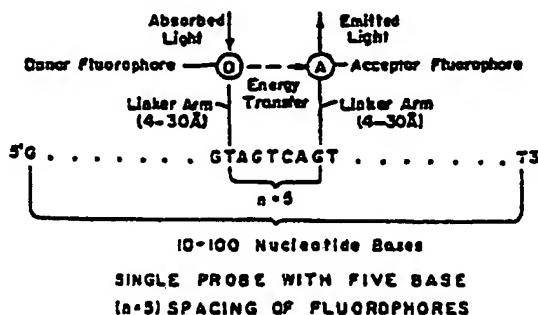 Absorbed Light
Emitted Light
Donor Fluorophore
D
A
Acceptor Fluorophore
Energy Transfer
Linker Arm
(4-30Å)
Linker Arm
(4-30Å)
5'G . . . . . . . GTAGTCAGT . . . . . . . T3'
n=5
10-100 Nucleotide Bases
SINGLE PROBE WITH FIVE BASE
(n=5) SPACING OF FLUOROPHORES